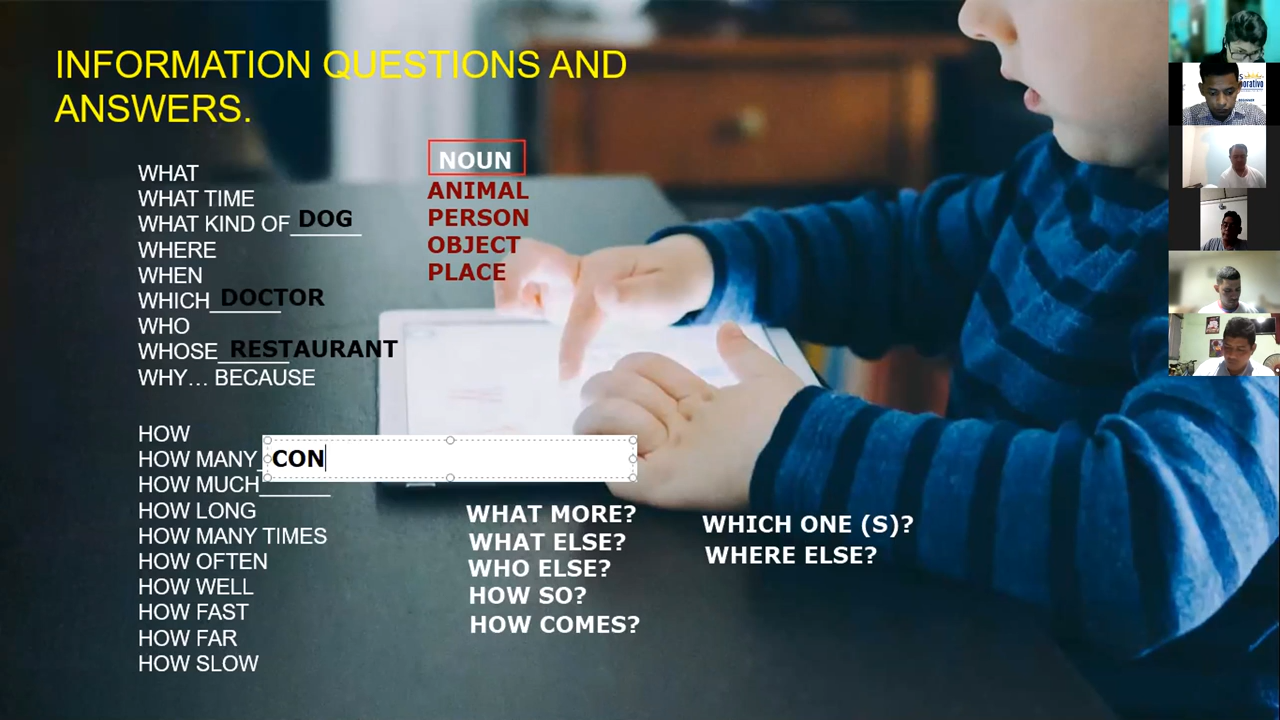 INFORMATION QUESTIONS AND
ANSWERS.
WHAT
WHAT TIME
WHAT KIND OF DOG
WHERE
WHEN
WHICH DOCTOR
WHO
WHOSE RESTAURANT
WHY... BECAUSE
NOUN
ANIMAL
PERSON
OBJECT
PLACE
HOW
HOW MANY CON
HOW MUCH
HOW LONG
HOW MANY TIMES
HOW OFTEN
HOW WELL
HOW FAST
HOW FAR
HOW SLOW
WHAT MORE?
WHAT ELSE?
WHO ELSE?
HOW SO?
HOW COMES?
WHICH ONE (S)?
WHERE ELSE?